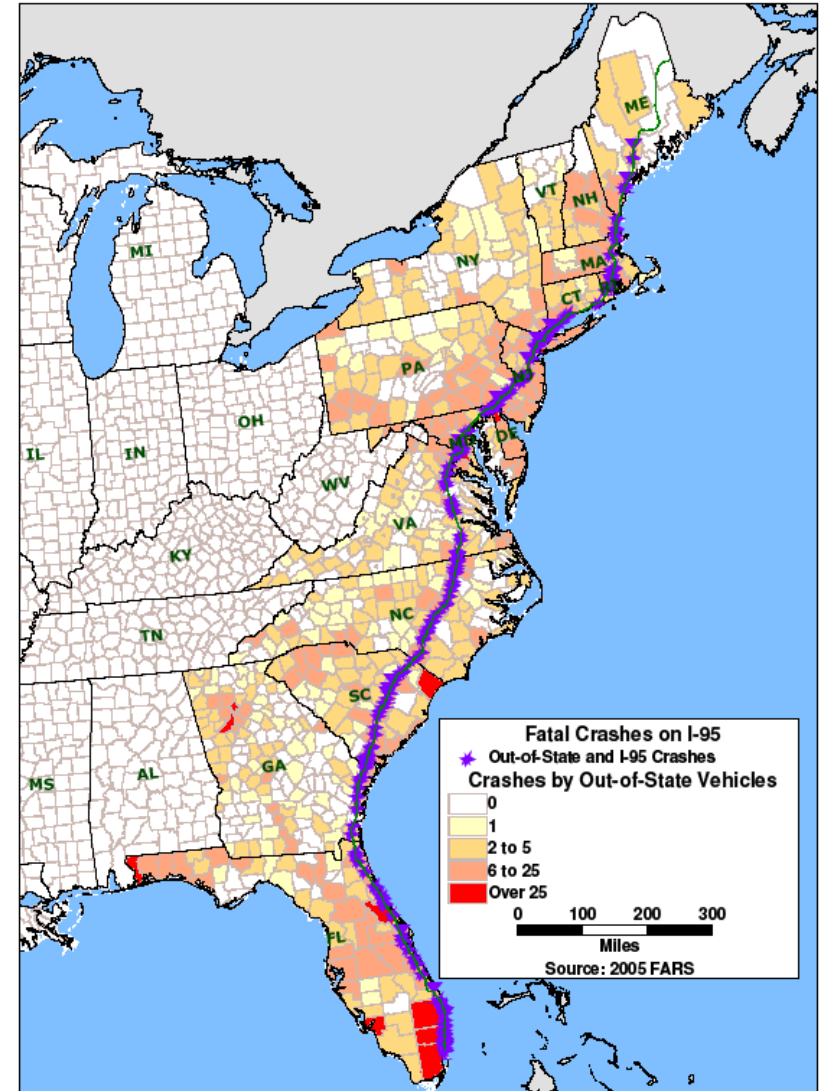 ME
VT
NH
MI
NY
MA
RI
CT
PA
NJ
OH
IL
IN
MD
DE
WV
VA
KY
NC
TN
SC
GA
AL
MS
FL
Fatal Crashes on I-95
Out-of-State and I-95 Crashes
Crashes by Out-of-State Vehicles
0
1
2 to 5
6 to 25
Over 25
0 100 200 300
Miles
Source: 2005 FARS